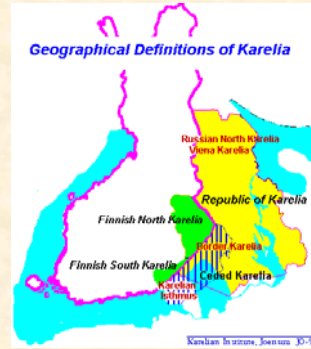 Geographical Definitions of Karelia
Russian North Karelia
Viena Karelia
Republic of Karelia
Finnish North Karelia
Border Karelia
Finnish South Karelia
Ceded Karelia
Karelian
Isthmus
Karelian Institute, Joensuu